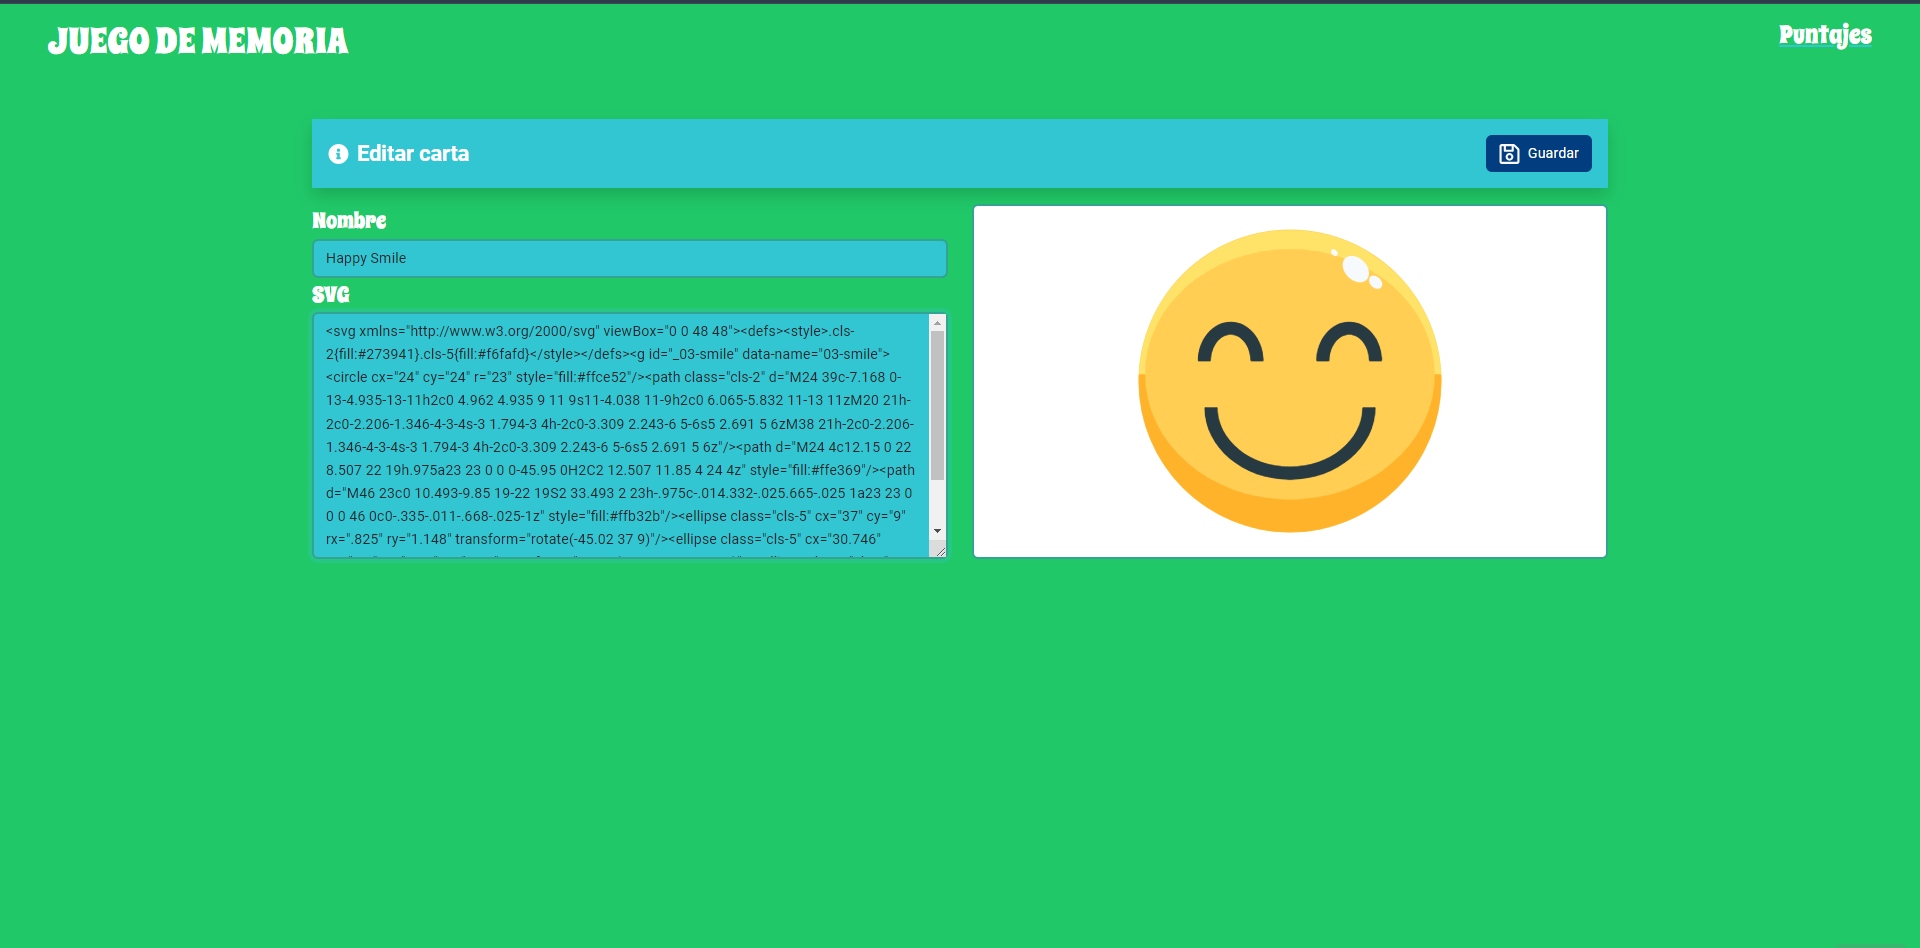 JUEGO DE MEMORIA
Puntajes
Editar carta
Guardar
Nombre
Happy Smile
SVG
<svg xmlns="http://www.w3.org/2000/svg" viewBox="0 0 48 48"><defs><style>.cls-
2{fill:#273941}.cls-5{fill:#f6fafd}</style></defs><g id="_03-smile" data-name="03-smile">
<circle cx="24" cy="24" r="23" style="fill:#ffce52"/><path class="cls-2" d="M24 39c-7.168 0-
13-4.935-13-11h2c0 4.962 4.935 9 11 9s11-4.038 11-9h2c0 6.065-5.832 11-13 11zM20 21h-
2c0-2.206-1.346-4-3-4s-3 1.794-3 4h-2c0-3.309 2.243-6 5-6s5 2.691 5 6zM38 21h-2c0-2.206-
1.346-4-3-4s-3 1.794-3 4h-2c0-3.309 2.243-6 5-6s5 2.691 5 6z"/><path d="M24 4c12.15 0 22
8.507 22 19h.975a23 23 0 0 0-45.95 0H2C2 12.507 11.85 4 24 4z" style="fill:#ffe369"/><path
d="M46 23c0 10.493-9.85 19-22 19S2 33.493 2 23h-.975c-.014.332-.025.665-.025 1a23 23 0
0 0 46 0c0-.335-.011-.668-.025-1z" style="fill:#ffb32b"/><ellipse class="cls-5" cx="37" cy="9"
rx=".825" ry="1.148" transform="rotate(-45.02 37 9)"/><ellipse class="cls-5" cx="30.746"